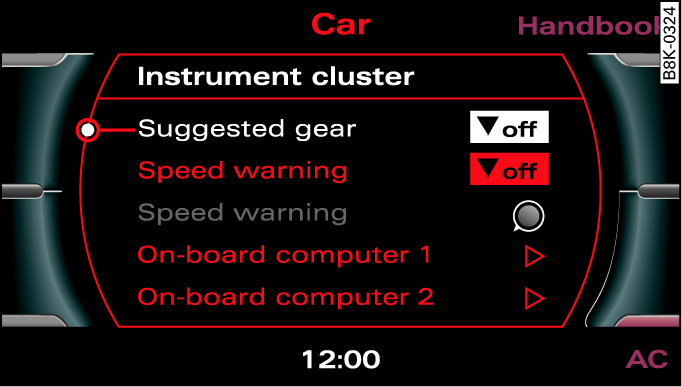 Car
Handbook
B8K-0324
Instrument cluster
Suggested gear
off
Speed warning
off
Speed warning
On-board computer 1
On-board computer 2
12:00
AC